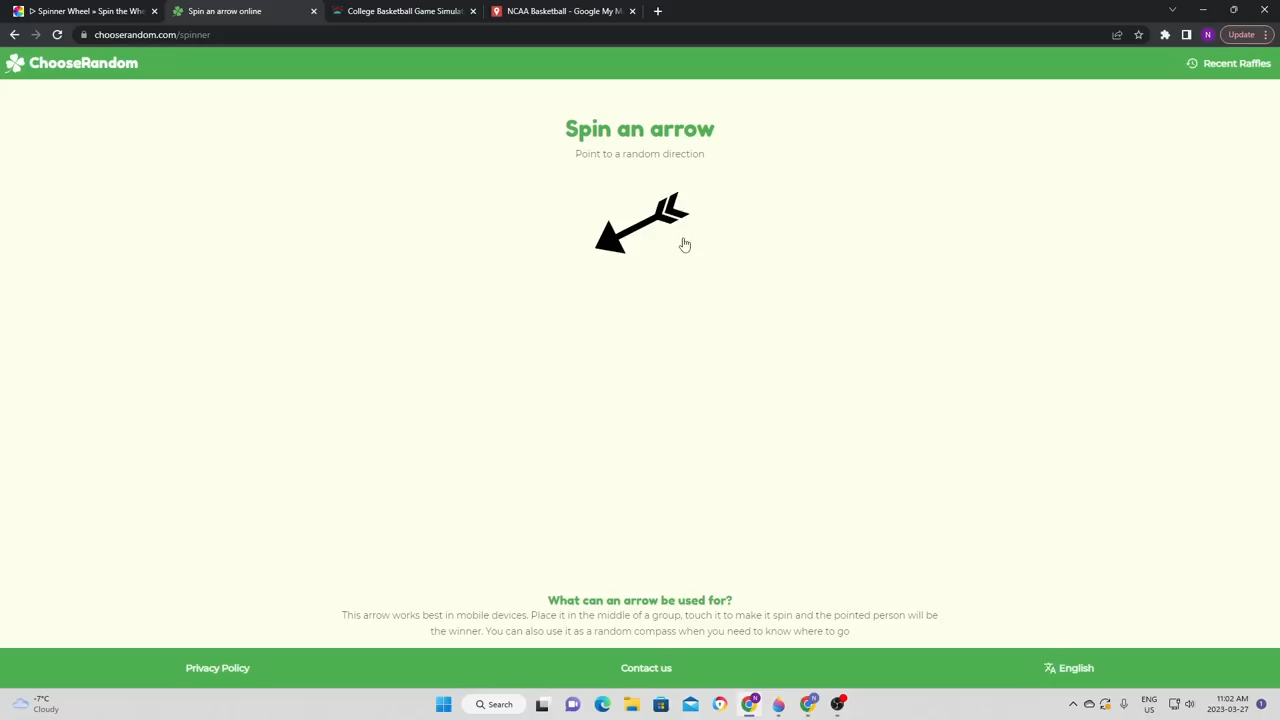 ▷ Spinner Wheel » Spin the Whe
Spin an arrow online
College Basketball Game Simulat
NCAA Basketball - Google My M
chooserandom.com/spinner
N
Update
ChooseRandom
Recent Raffles
Spin an arrow
Point to a random direction
What can an arrow be used for?
This arrow works best in mobile devices. Place it in the middle of a group, touch it to make it spin and the pointed person will be
the winner. You can also use it as a random compass when you need to know where to go
Privacy Policy
Contact us
English
-7°C
Cloudy
Search
ENG
US
11:02 AM
2023-03-27
1